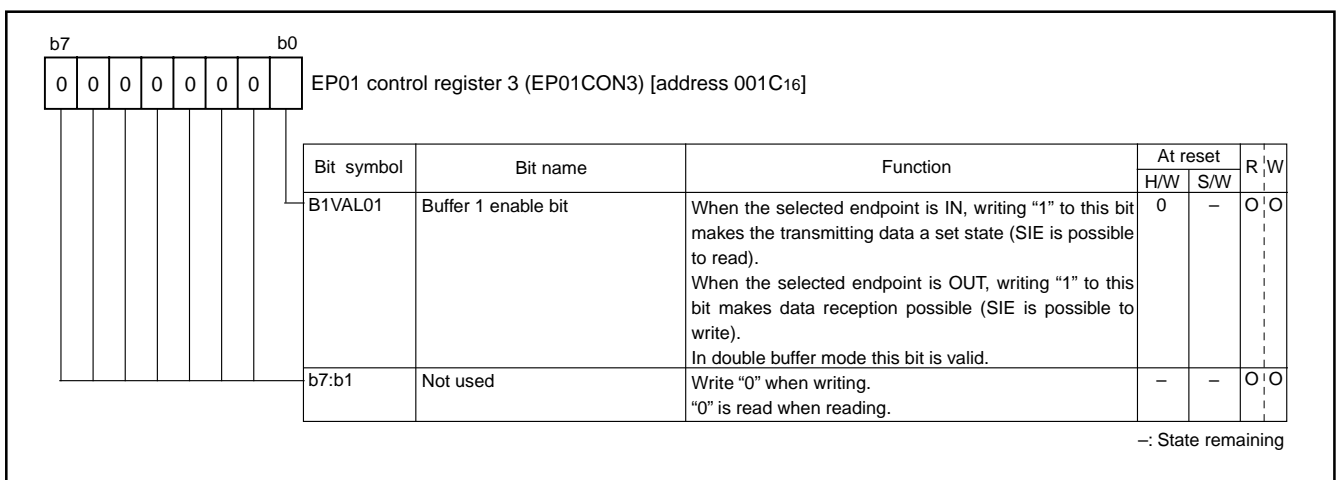 b7 b0
0 0 0 0 0 0 0
EP01 control register 3 (EP01CON3) [address 001C16]
Bit symbol Bit name Function At reset R W
H/W S/W
B1VAL01 Buffer 1 enable bit When the selected endpoint is IN, writing “1” to this bit 0 – O O
makes the transmitting data a set state (SIE is possible
to read).
When the selected endpoint is OUT, writing “1” to this
bit makes data reception possible (SIE is possible to
write).
In double buffer mode this bit is valid.
b7:b1 Not used Write “0” when writing. – – O O
“0” is read when reading.
–: State remaining